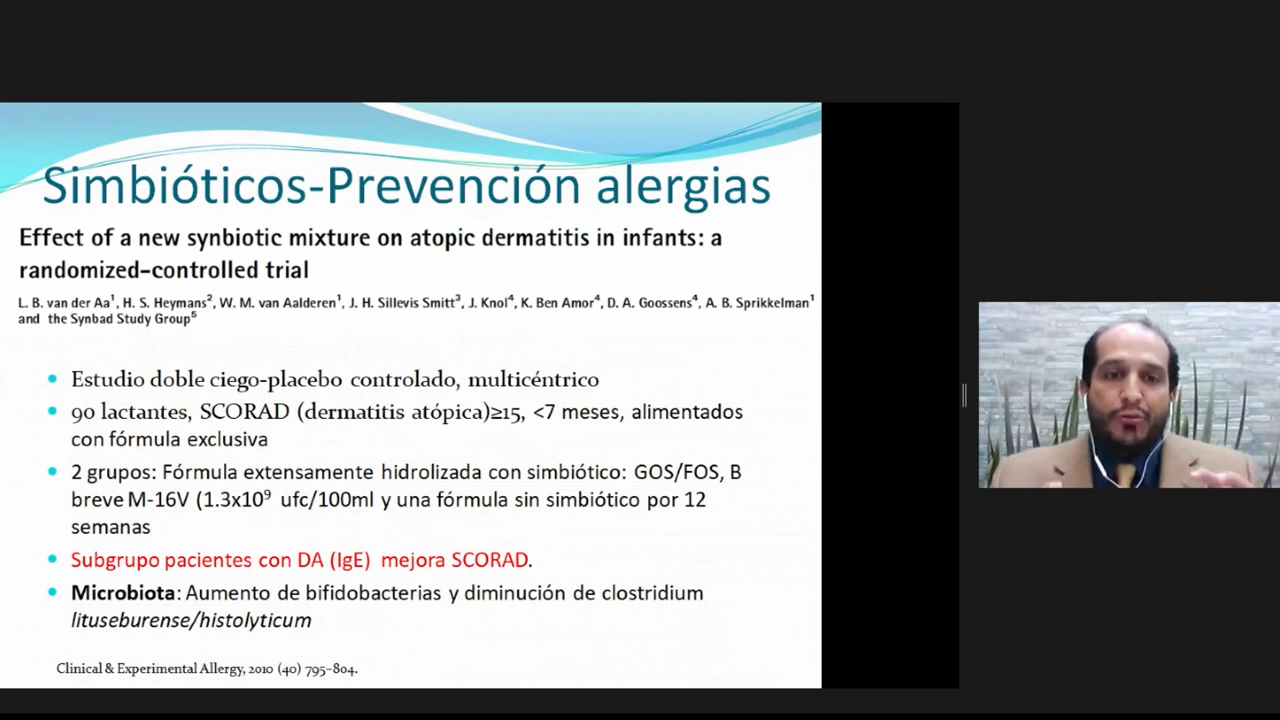 Simbióticos-Prevención alergias
Effect of a new synbiotic mixture on atopic dermatitis in infants: a
randomized-controlled trial
L. B. van der Aa¹, H. S. Heymans², W. M. van Aalderen¹, J. H. Sillevis Smitt³, J. Knol⁴, K. Ben Amor⁴, D. A. Goossens⁴, A. B. Sprikkelman¹
and the Synbad Study Group⁵
• Estudio doble ciego-placebo controlado, multicéntrico
• 90 lactantes, SCORAD (dermatitis atópica)≥15, <7 meses, alimentados
con fórmula exclusiva
• 2 grupos: Fórmula extensamente hidrolizada con simbiótico: GOS/FOS, B
breve M-16V (1.3x10⁹ ufc/100ml y una fórmula sin simbiótico por 12
semanas
• Subgrupo pacientes con DA (IgE) mejora SCORAD.
• Microbiota: Aumento de bifidobacterias y diminución de clostridium
lituseburense/histolyticum
Clinical & Experimental Allergy, 2010 (40) 795–804.